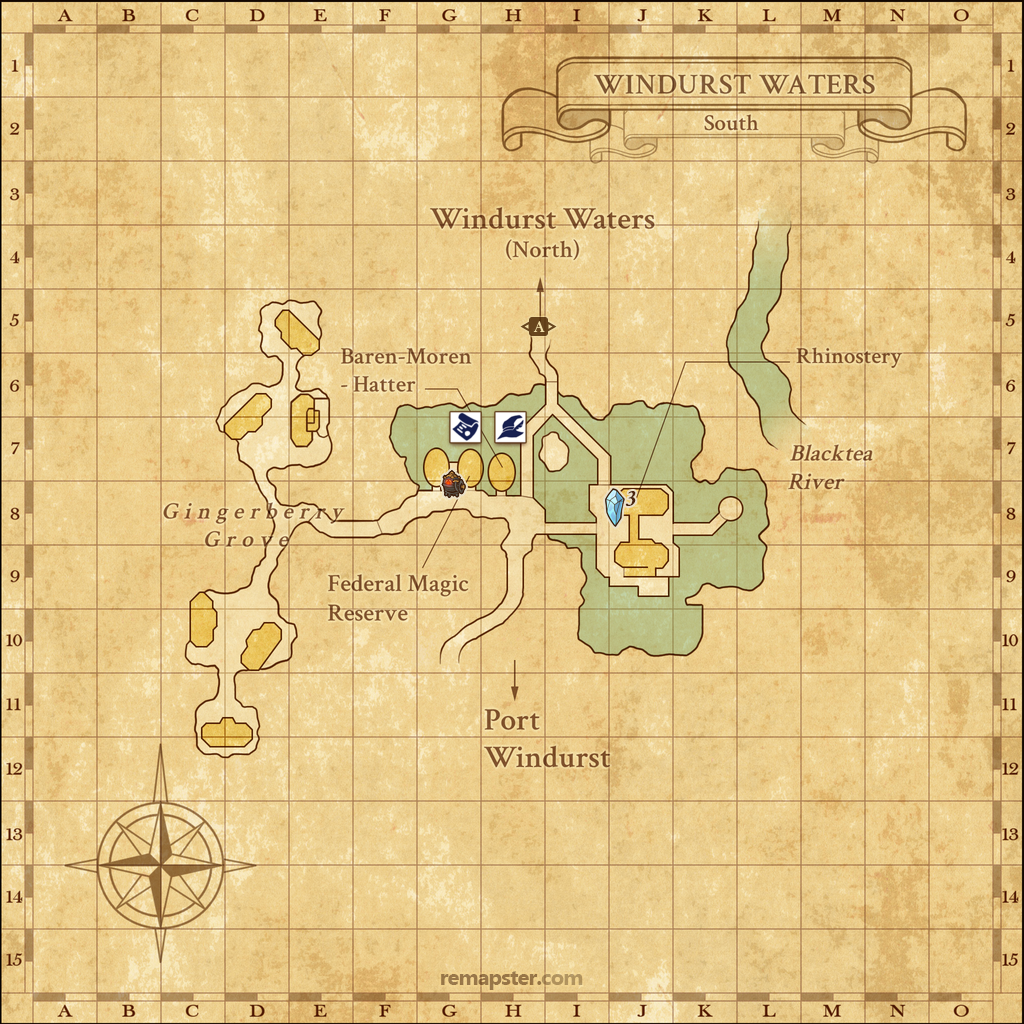 A B C D E F G H I J K L M N O
1 1
WINDURST WATERS
2 2
South
3 3
Windurst Waters
4 4
(North)
5 5
A
Baren-Moren
- Hatter
Rhinostery
6 6
7 7
Blacktea
River
3
8 8
Gingerberry
Grove
9 9
Federal Magic
Reserve
10 10
11 11
Port
Windurst
12 12
13 13
14 14
15 15
remapster.com
A B C D E F G H I J K L M N O